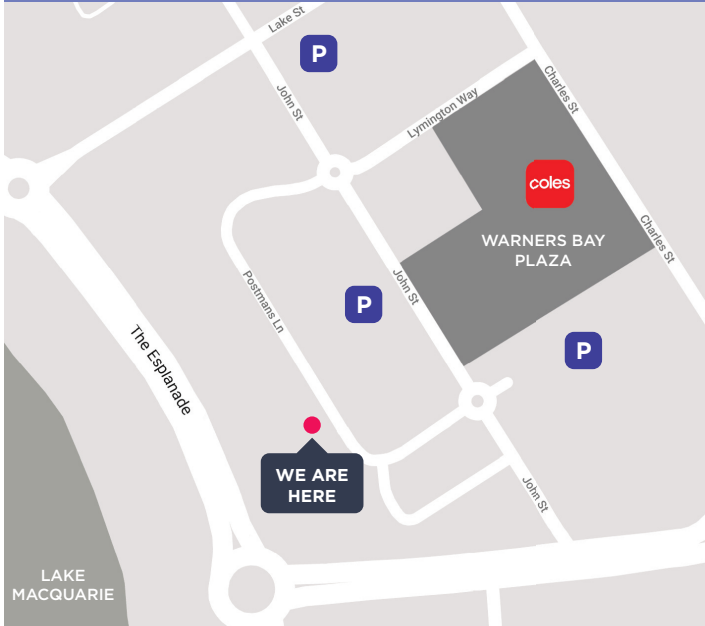 Lake St
P
John St
Charles St
Lymington Way
coles
WARNERS BAY
PLAZA
Charles St
Postmans Ln
P
John St
The Esplanade
P
WE ARE
HERE
John St
LAKE
MACQUARIE